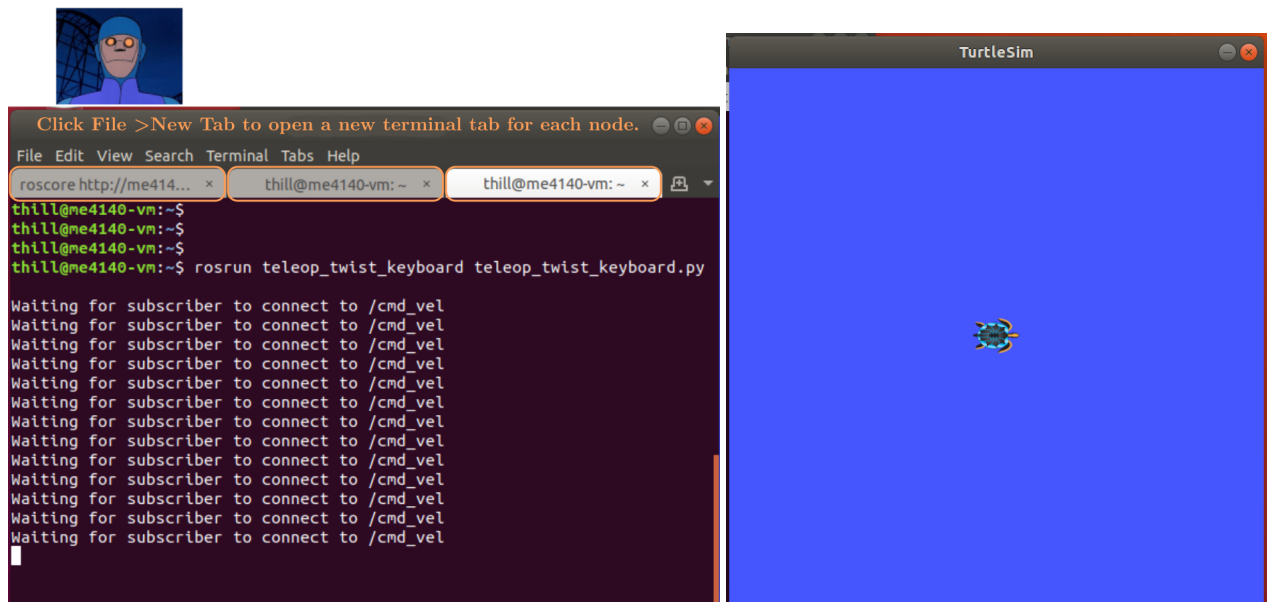 Click File >New Tab to open a new terminal tab for each node.
File Edit View Search Terminal Tabs Help
roscore http://me414... × thill@me4140-vm: ~ × thill@me4140-vm: ~ ×
thill@me4140-vm:~$
thill@me4140-vm:~$
thill@me4140-vm:~$
thill@me4140-vm:~$ rosrun teleop_twist_keyboard teleop_twist_keyboard.py
Waiting for subscriber to connect to /cmd_vel
Waiting for subscriber to connect to /cmd_vel
Waiting for subscriber to connect to /cmd_vel
Waiting for subscriber to connect to /cmd_vel
Waiting for subscriber to connect to /cmd_vel
Waiting for subscriber to connect to /cmd_vel
Waiting for subscriber to connect to /cmd_vel
Waiting for subscriber to connect to /cmd_vel
Waiting for subscriber to connect to /cmd_vel
Waiting for subscriber to connect to /cmd_vel
Waiting for subscriber to connect to /cmd_vel
Waiting for subscriber to connect to /cmd_vel
Waiting for subscriber to connect to /cmd_vel
TurtleSim